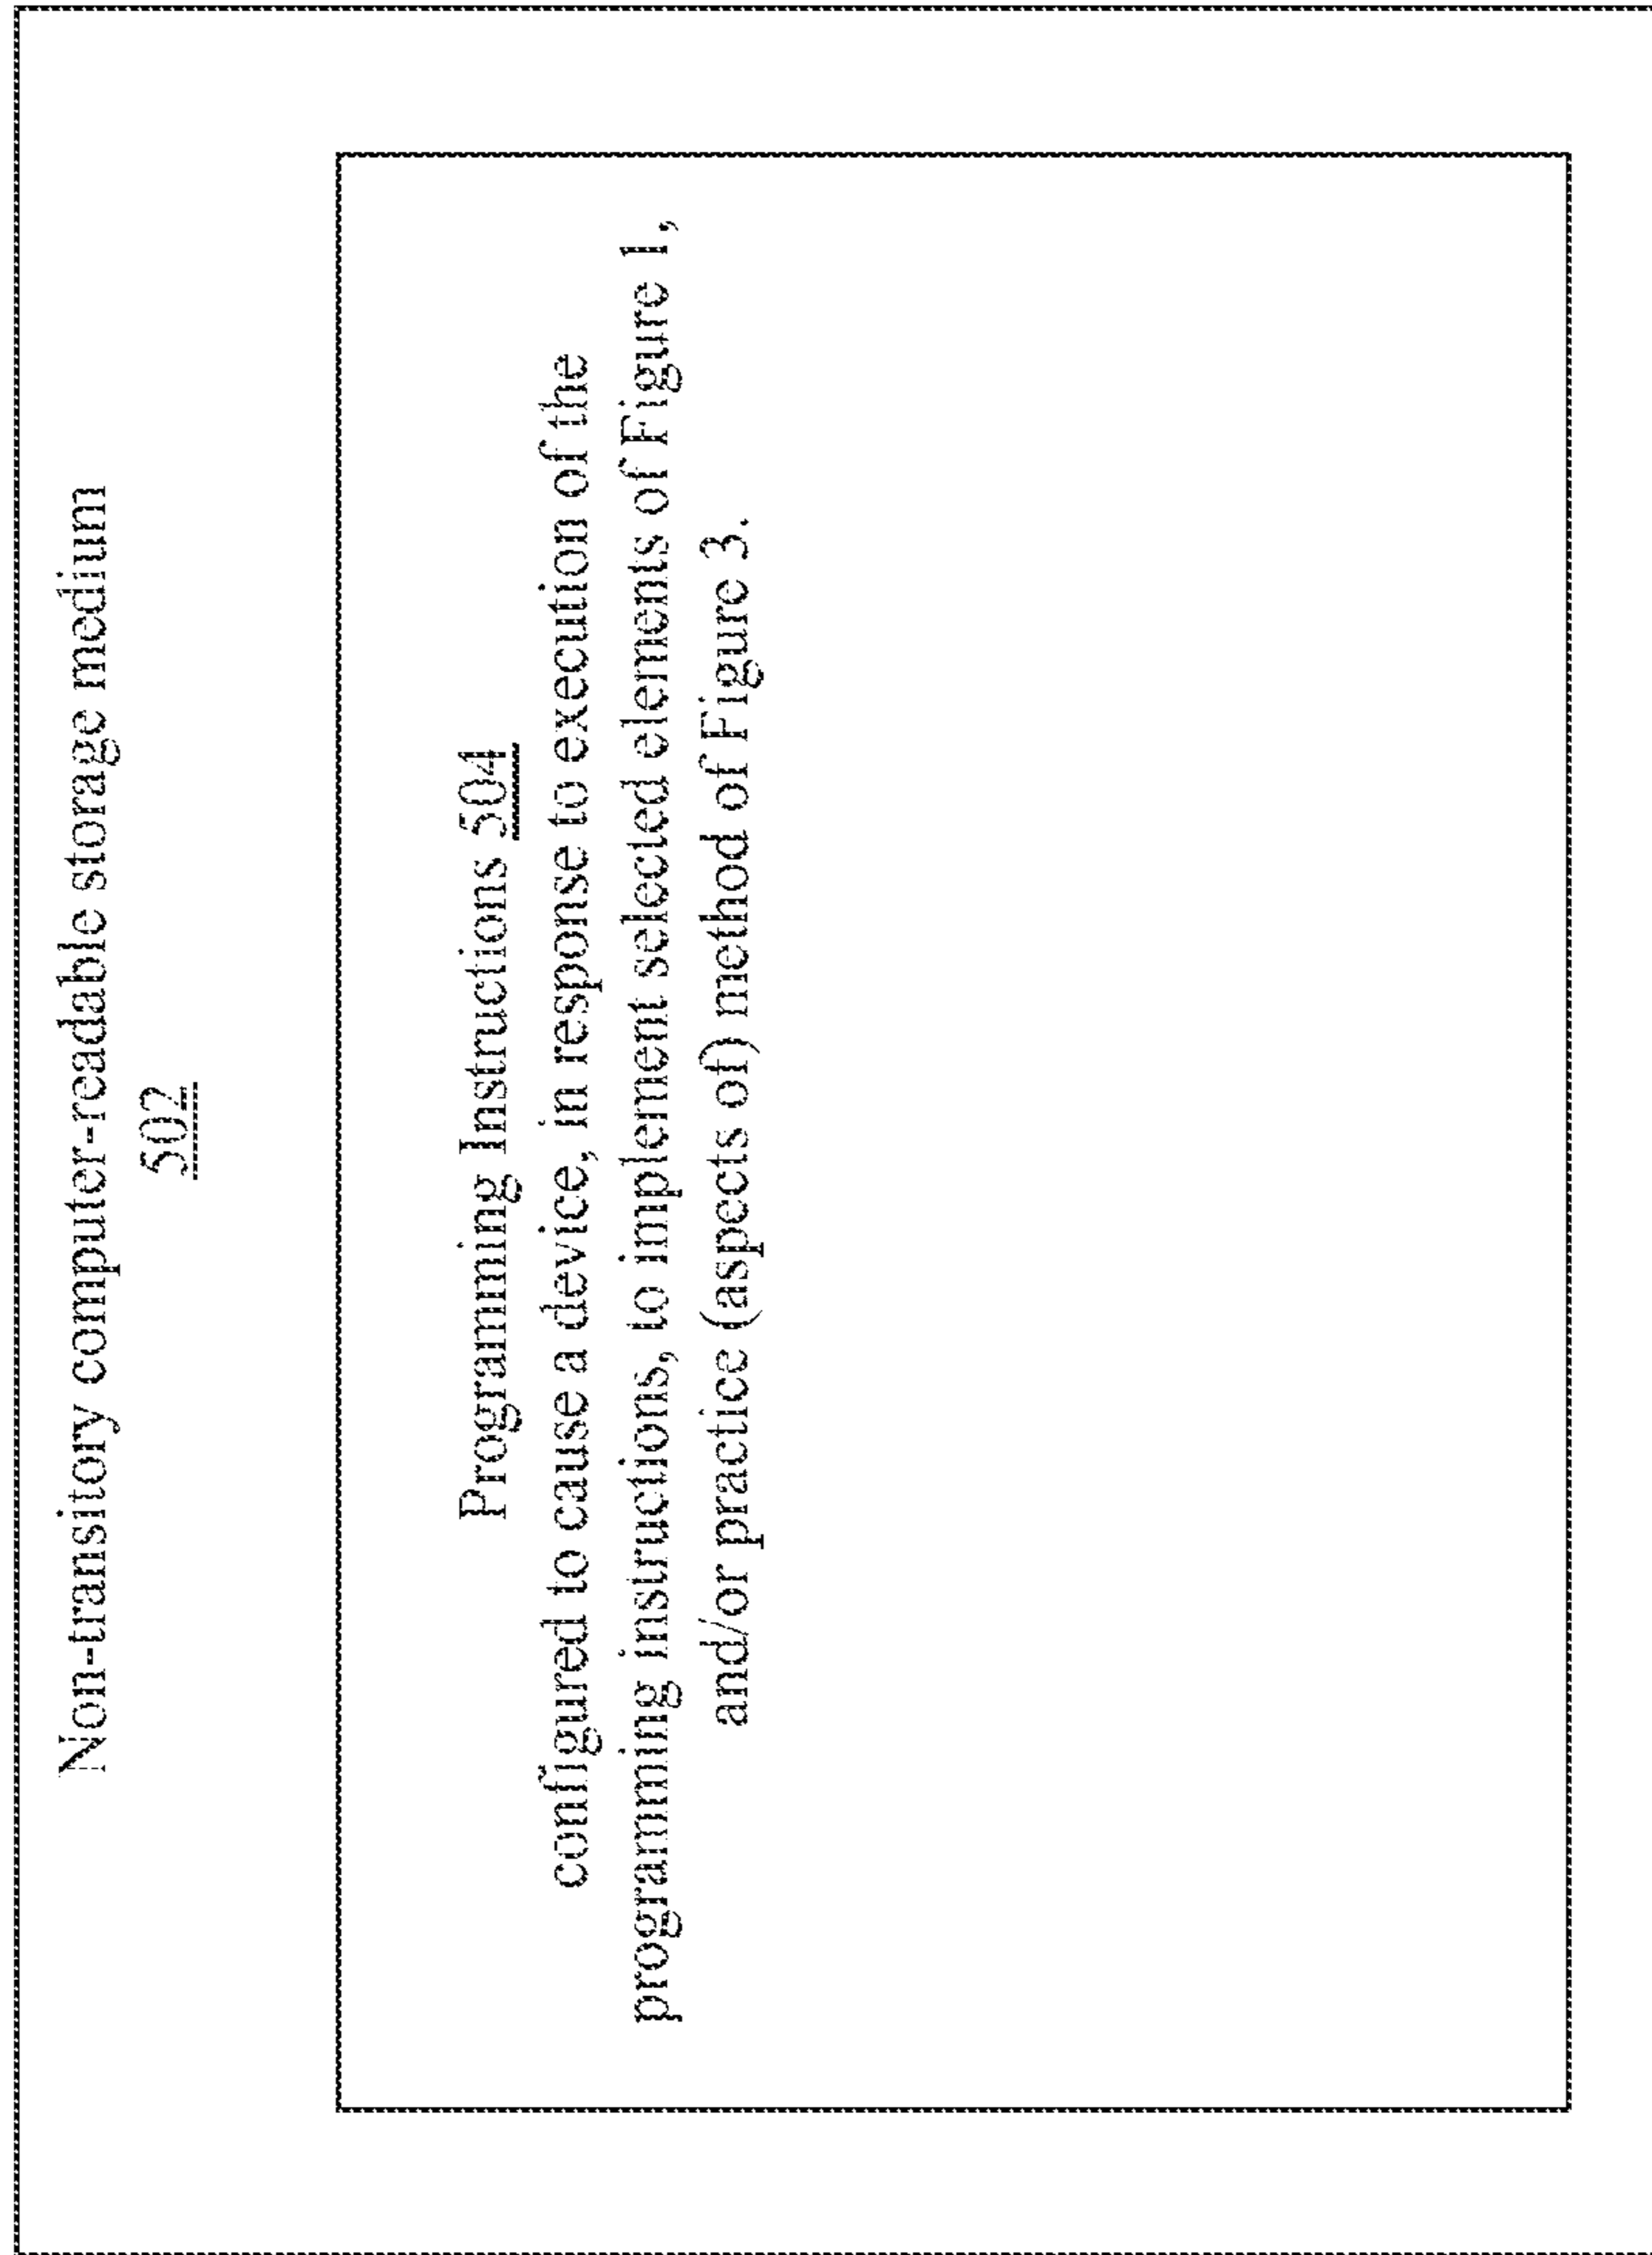 Non-transitory computer-readable storage medium
502
Programming Instructions 504
configured to cause a device, in response to execution of the
programming instructions, to implement selected elements of Figure 1,
and/or practice (aspects of) method of Figure 3.